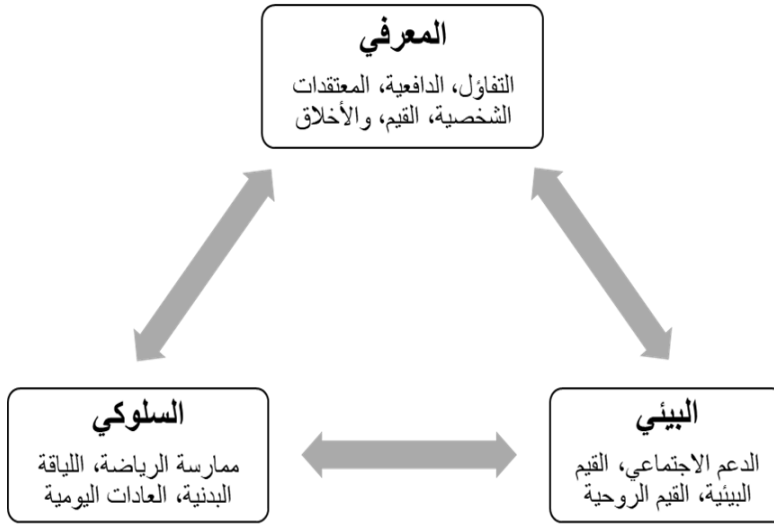 المعرفي
التفاؤل، الدافعية، المعتقدات
الشخصية، القيم، والأخلاق
البيئي
الدعم الاجتماعي، القيم
البيئية، القيم الروحية
السلوكي
ممارسة الرياضة، اللياقة
البدنية، العادات اليومية